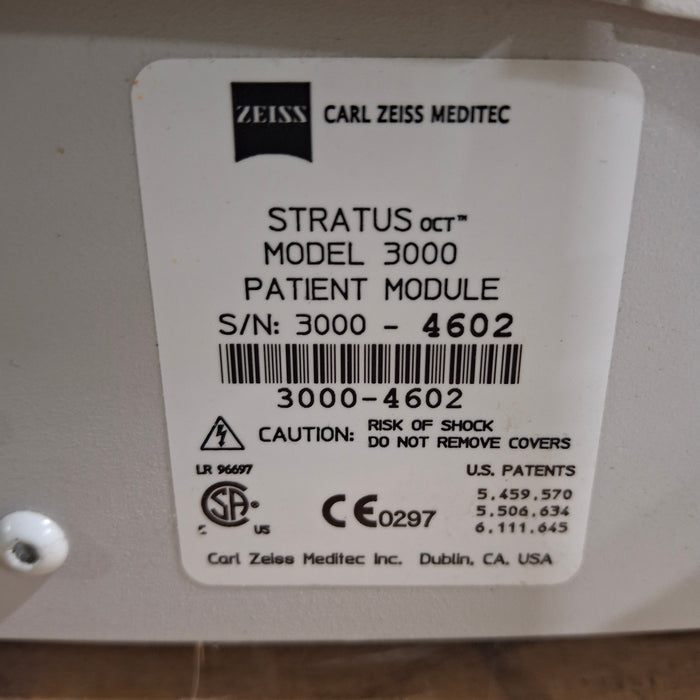 ZEISS CARL ZEISS MEDITEC
STRATUS OCT™
MODEL 3000
PATIENT MODULE
S/N: 3000 - 4602
3000-4602
CAUTION: RISK OF SHOCK
DO NOT REMOVE COVERS
LR 96697
U.S. PATENTS
5,459,570
5,506,634
6,111,645
SA®
C US
CE0297
Carl Zeiss Meditec Inc. Dublin, CA. USA